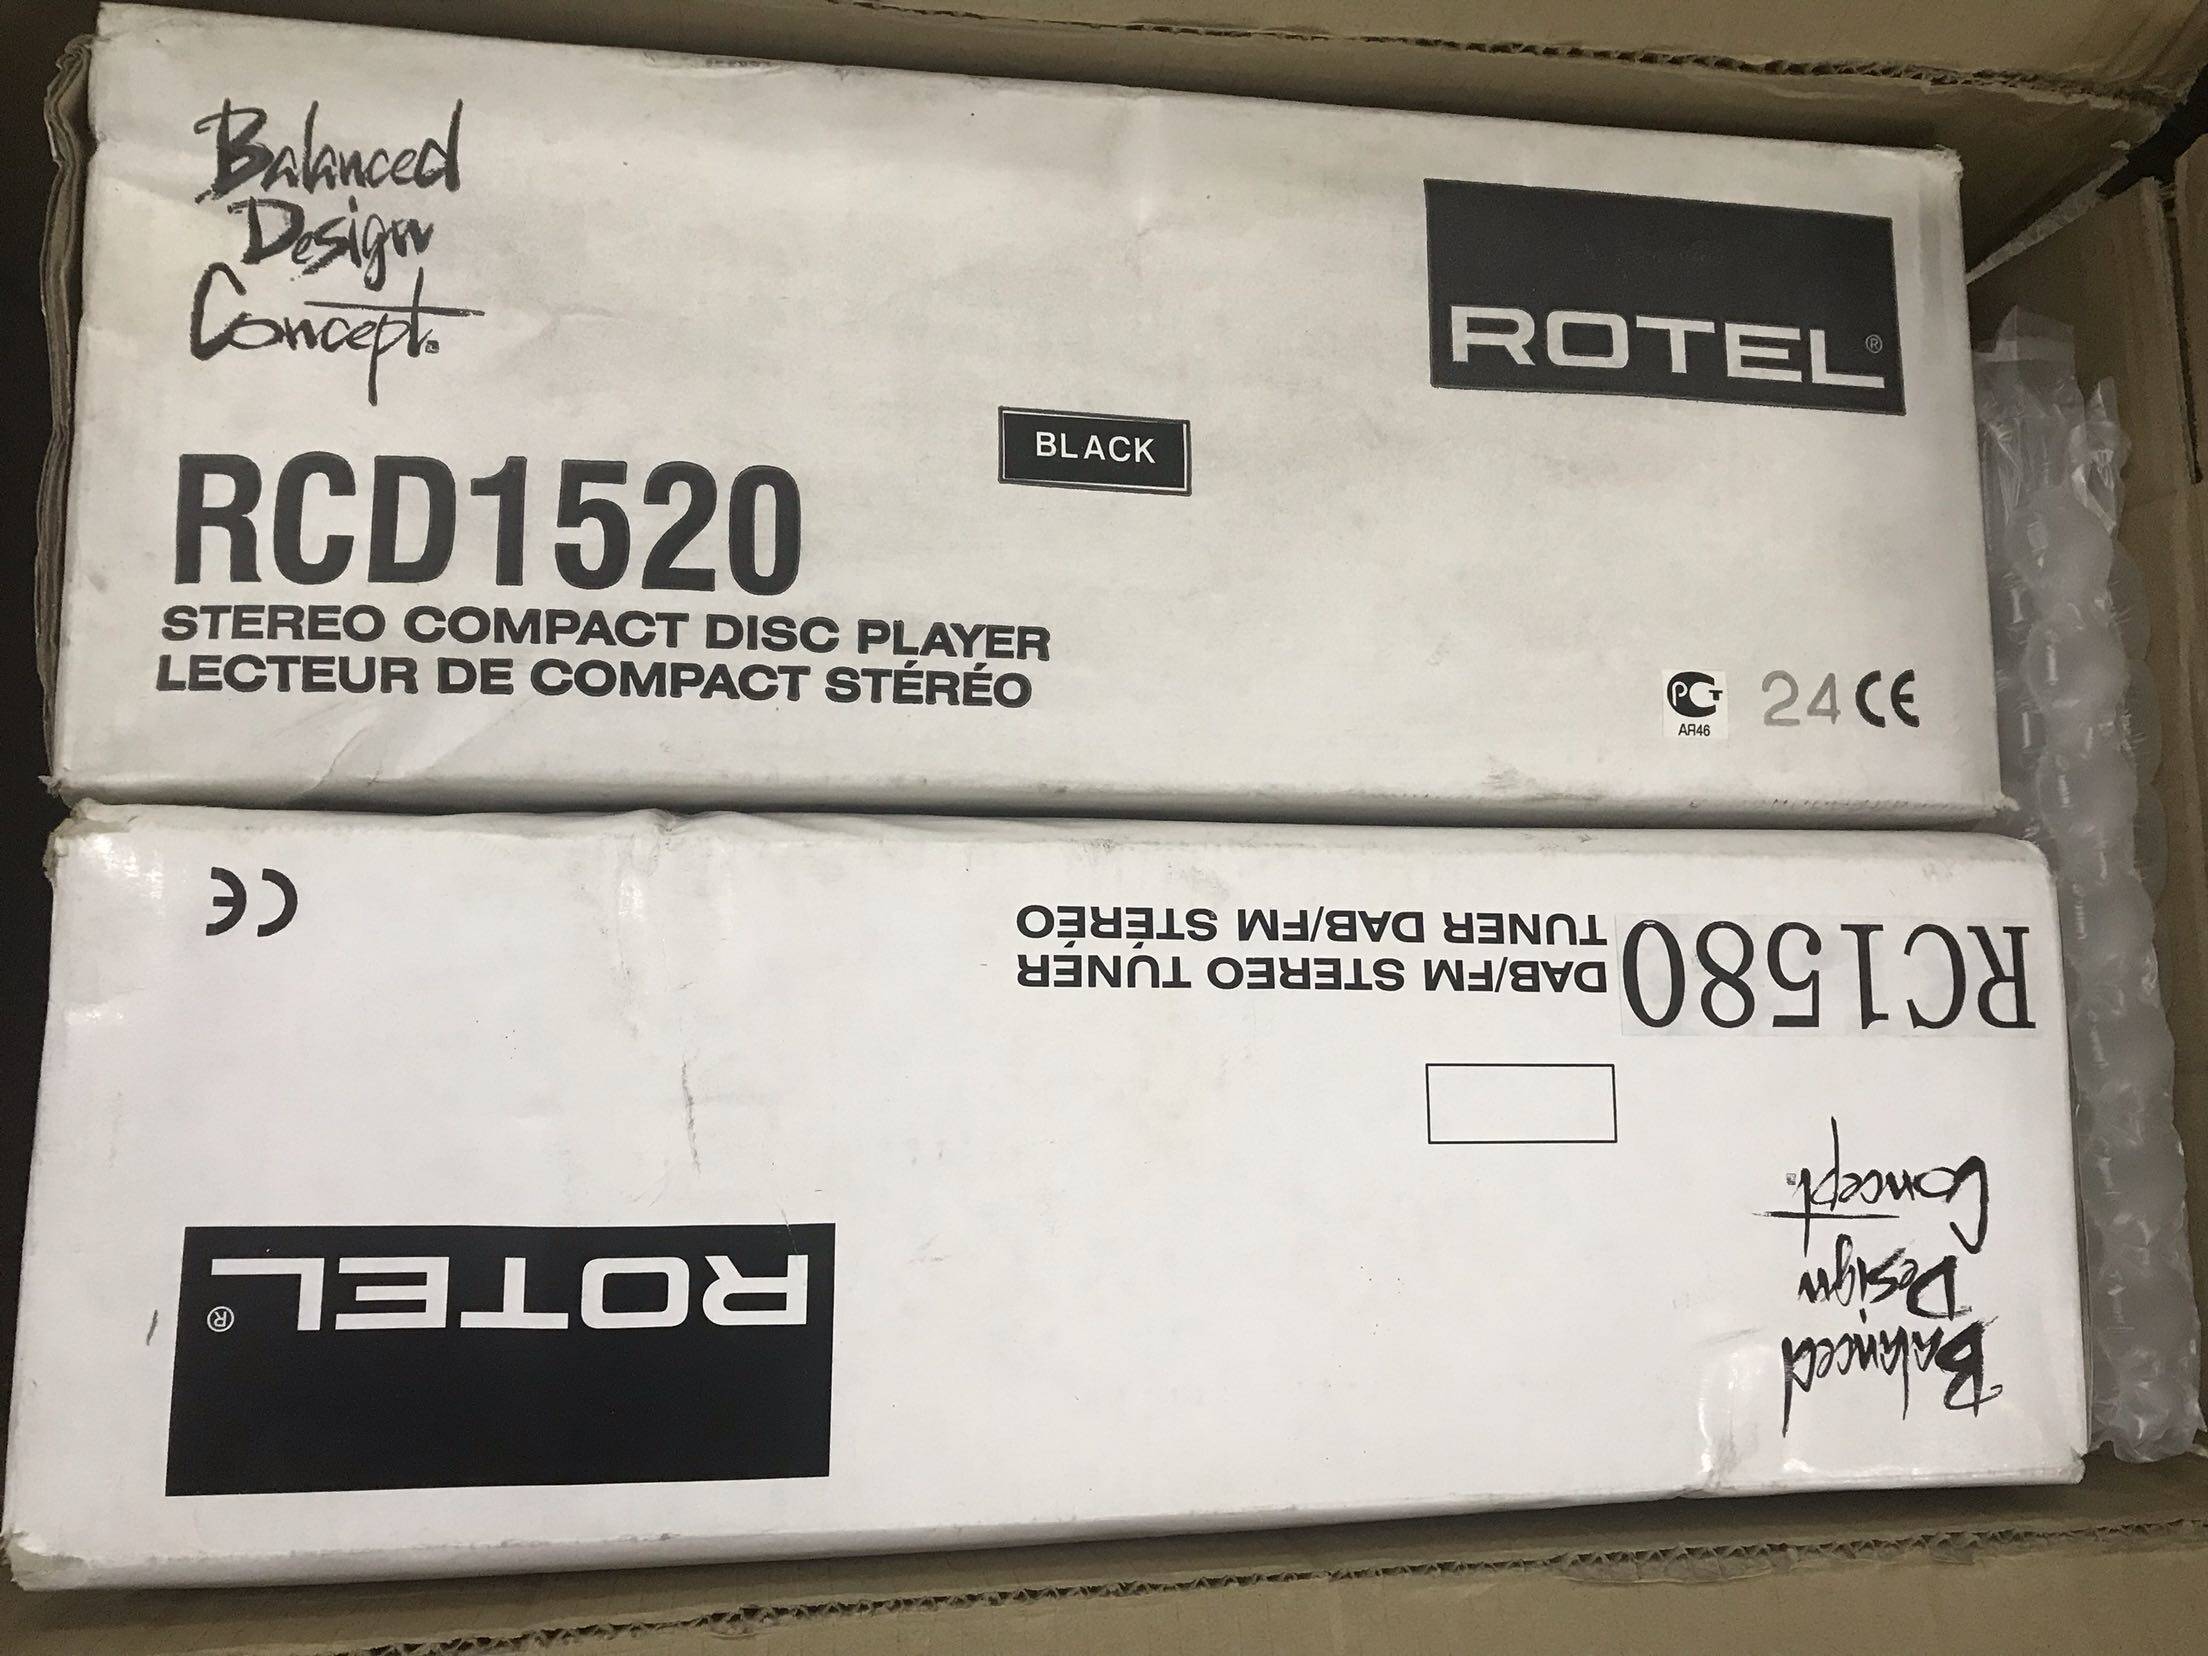 Balanced
Design
Concept.
ROTEL®
BLACK
RCD1520
STEREO COMPACT DISC PLAYER
LECTEUR DE COMPACT STÉRÉO
PCT
АЯ46
24
CE
Balanced
Design
Concept.
ROTEL®
RC1580
DAB/FM STEREO TUNER
TUNER DAB/FM STÉRÉO
CE